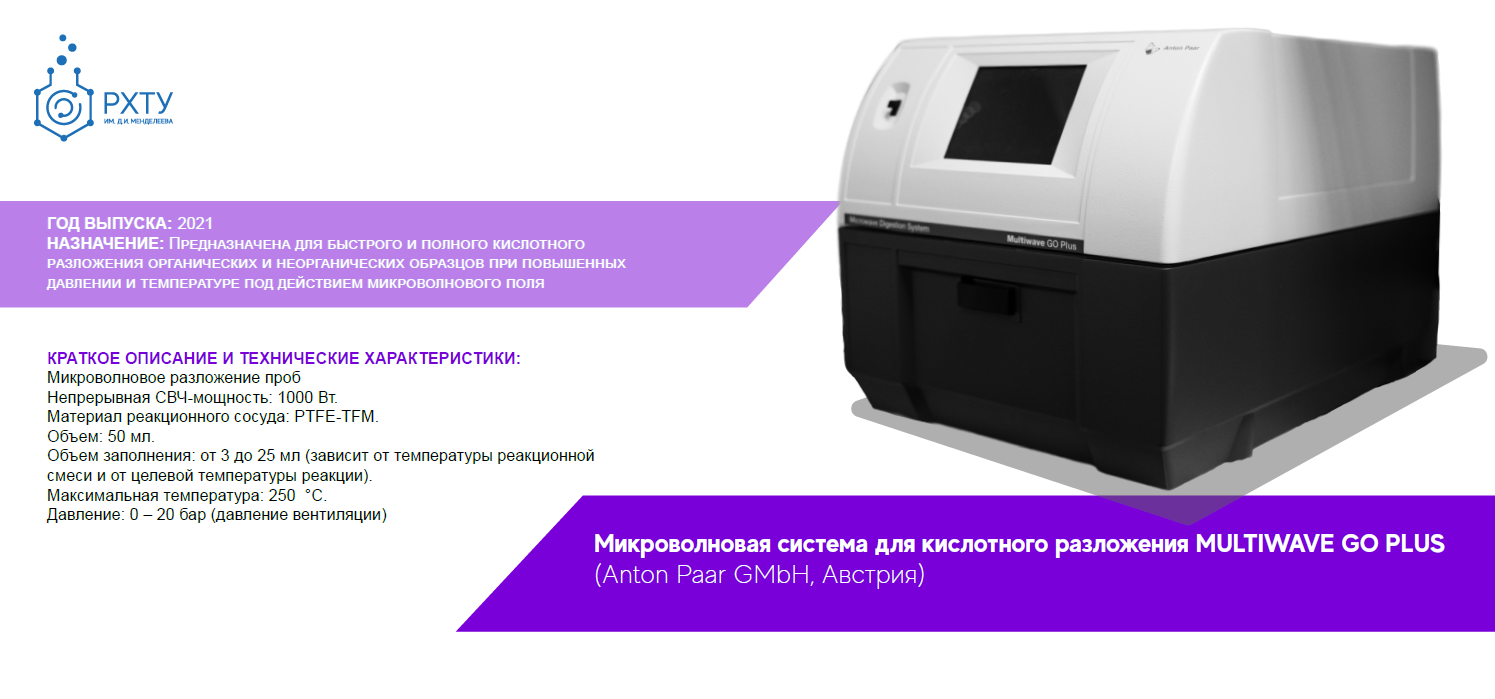 РХТУ
ИМ. Д.И. МЕНДЕЛЕЕВА
Anton Paar
ГОД ВЫПУСКА: 2021
НАЗНАЧЕНИЕ: Предназначена для быстрого и полного кислотного
разложения органических и неорганических образцов при повышенных
давлении и температуре под действием микроволнового поля
Microwave Digestion System
Multiwave GO Plus
КРАТКОЕ ОПИСАНИЕ И ТЕХНИЧЕСКИЕ ХАРАКТЕРИСТИКИ:
Микроволновое разложение проб
Непрерывная СВЧ-мощность: 1000 Вт.
Материал реакционного сосуда: PTFE-TFM.
Объем: 50 мл.
Объем заполнения: от 3 до 25 мл (зависит от температуры реакционной
смеси и от целевой температуры реакции).
Максимальная температура: 250 °С.
Давление: 0 – 20 бар (давление вентиляции)
Микроволновая система для кислотного разложения MULTIWAVE GO PLUS
(Anton Paar GMbH, Австрия)